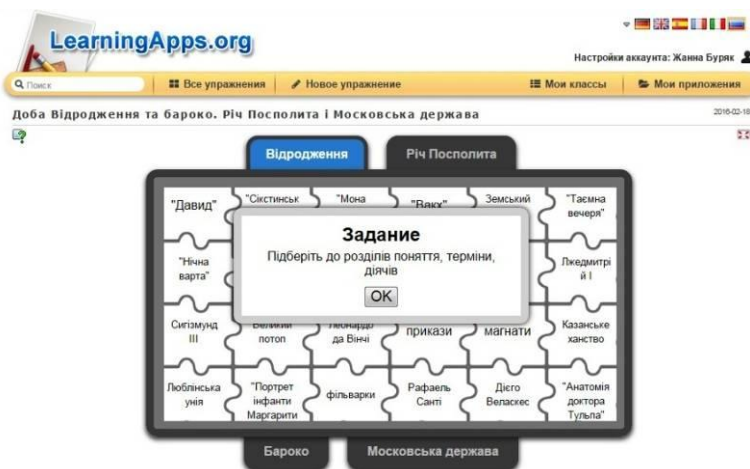 LearningApps.org
Настройки аккаунта: Жанна Буряк
Поиск
Все упражнения
Новое упражнение
Мои классы
Мои приложения
Доба Відродження та бароко. Річ Посполита і Московська держава
2016-02-18
Відродження
Річ Посполита
"Давид"
"Сікстинськ
"Мона
"Вакх"
Земський
"Таємна
вечеря"
Задание
Підберіть до розділів поняття, терміни,
діячів
OK
"Нічна
варта"
Лжедмитрі
й I
Сигізмунд
III
Великий
потоп
Леонардо
да Вінчі
прикази
магнати
Казанське
ханство
Люблінська
унія
"Портрет
інфанти
Маргарити
фільварки
Рафаель
Санті
Дієго
Веласкес
"Анатомія
доктора
Тульпа"
Бароко
Московська держава